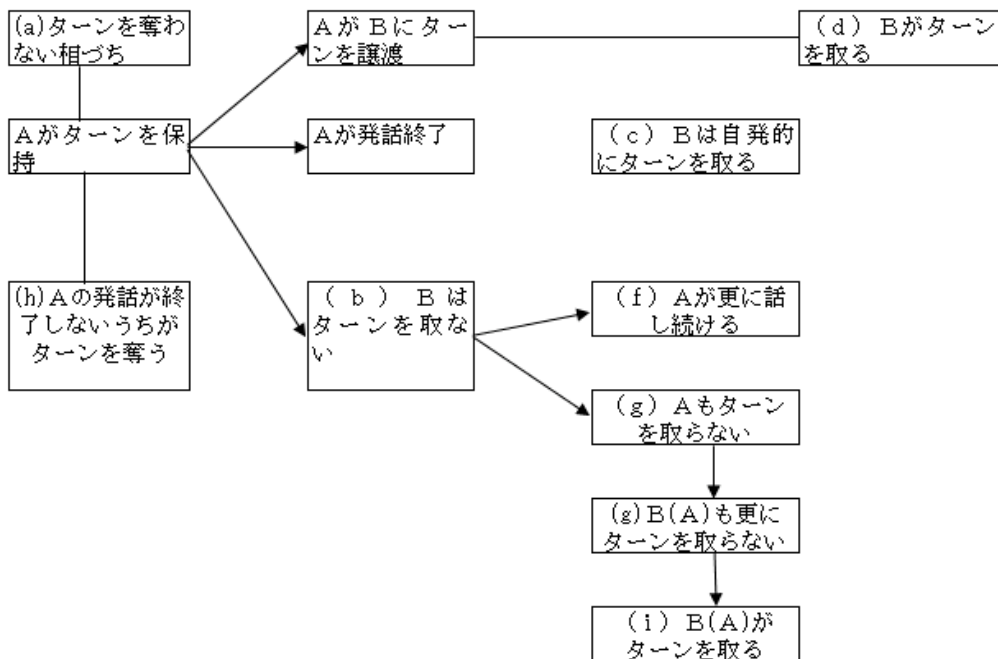 (a)ターンを奪わ
ない相づち
ＡがＢにター
ンを譲渡
（d）Ｂがターン
を取る
Ａがターンを保
持
Aが発話終了
（ｃ）Ｂは自発的
にターンを取る
(h)Ａの発話が終
了しないうちが
ターンを奪う
（ｂ）Ｂは
ターンを取な
い
（f）Ａが更に話
し続ける
（g）Ａもターン
を取らない
(g)Ｂ(A)も更に
ターンを取らない
（i）Ｂ(A)が
ターンを取る